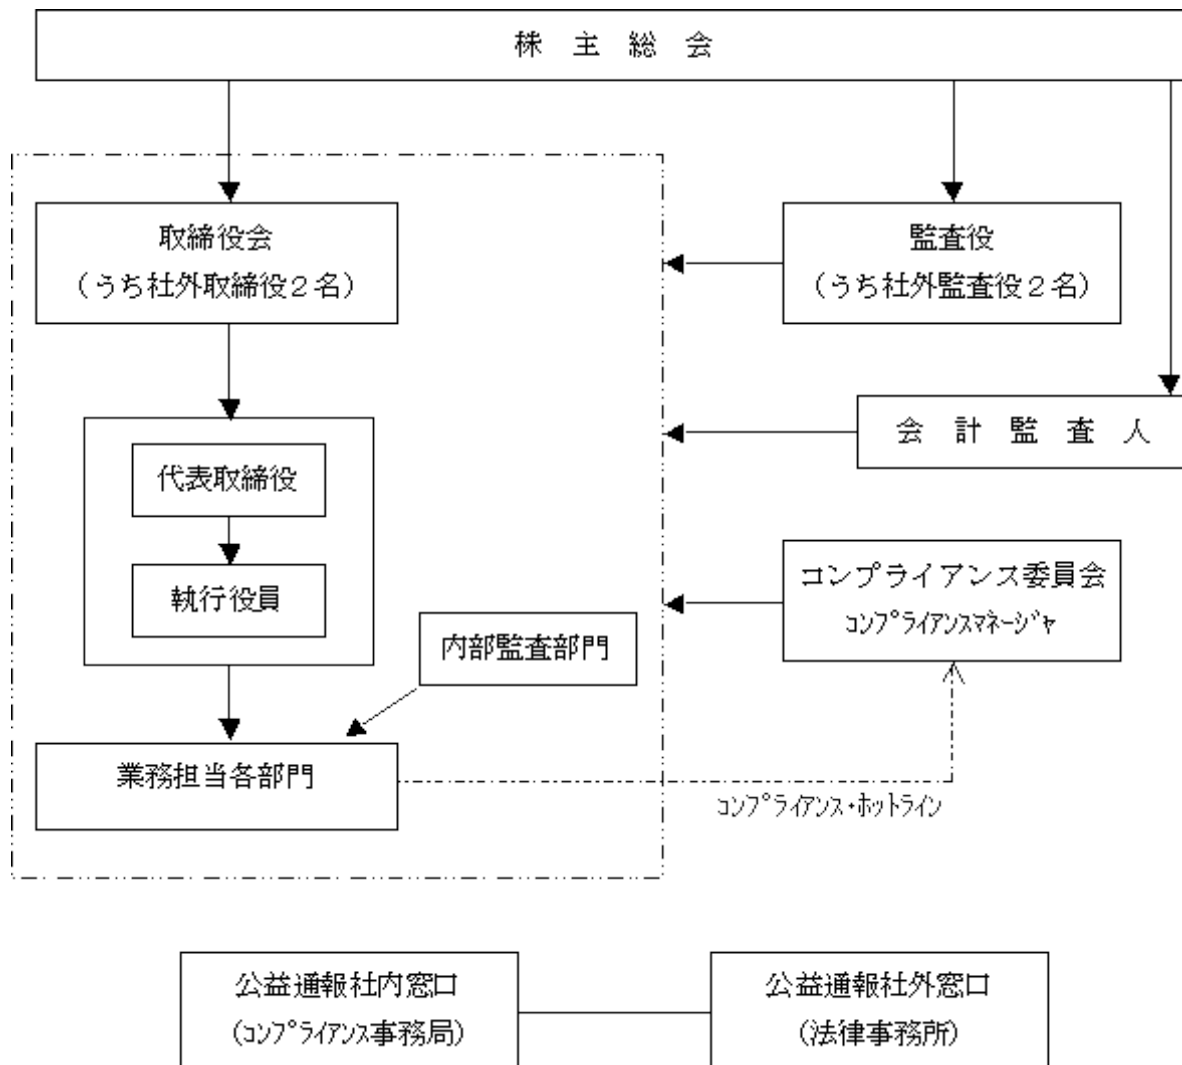 株 主 総 会
取締役会
(うち社外取締役2名)
監査役
(うち社外監査役2名)
会 計 監 査 人
代表取締役
執行役員
コンプライアンス委員会
コンプライアンスマネージャ
内部監査部門
業務担当各部門
コンプライアンス・ホットライン
公益通報社内窓口
(コンプライアンス事務局)
公益通報社外窓口
(法律事務所)